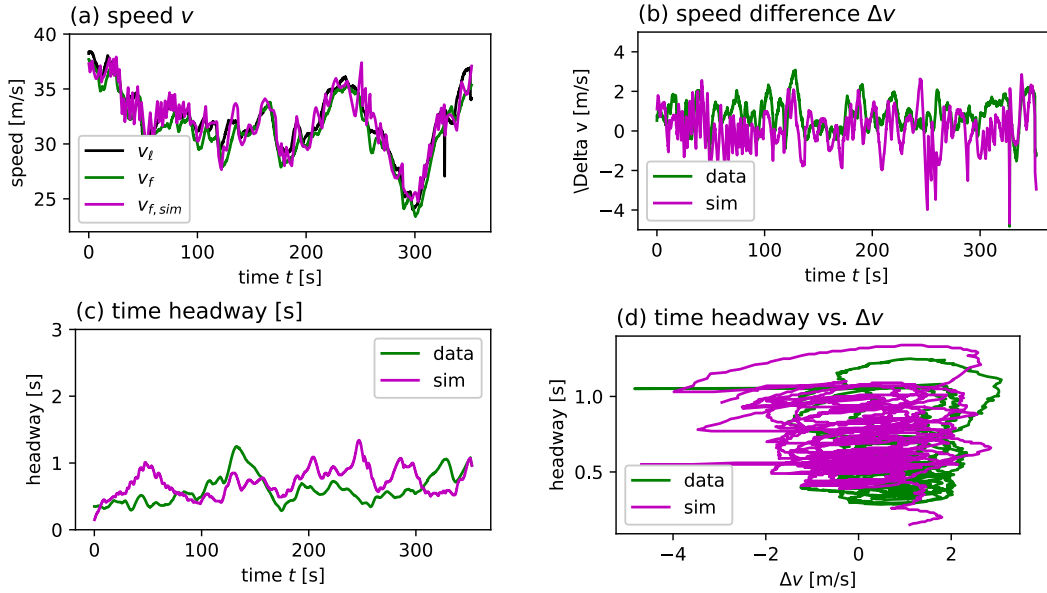 (a) speed v
speed [m/s]
40
35
30
25
v_ℓ
v_f
v_{f,sim}
0
100
200
300
time t [s]
(b) speed difference Δv
\Delta v [m/s]
4
2
0
−2
−4
data
sim
0
100
200
300
time t [s]
(c) time headway [s]
headway [s]
3
2
1
0
data
sim
0
100
200
300
time t [s]
(d) time headway vs. Δv
headway [s]
1.0
0.5
data
sim
−4
−2
0
2
Δv [m/s]